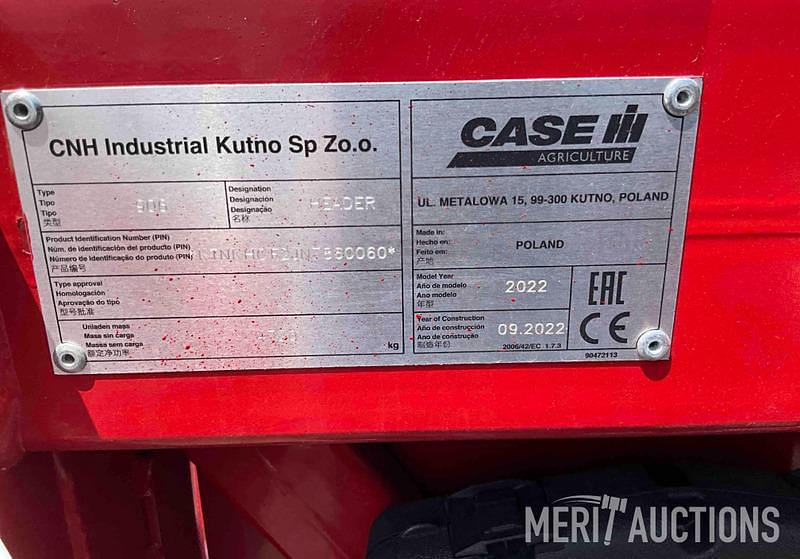 CNH Industrial Kutno Sp Zo.o.
CASE IH
AGRICULTURE
Type
Tipo
Tipo
类型
906
Designation
Designación
Designação
名称
HEADER
UL. METALOWA 15, 99-300 KUTNO, POLAND
Product Identification Number (PIN)
Núm. de identificación del producto (PIN)
Número de identificação do produto (PIN)
产品编号
Made in:
Hecho en:
Feito em:
产地
POLAND
Type approval
Homologación
Aprovação do tipo
型号批准
Model Year
Año de modelo
Ano modelo
年型
2022
EAC
Unladen mass
Masa sin carga
Massa sem carga
额定净功率
kg
Year of Construction
Año de construcción
Ano de construção
制造年份
09.2022
CE
2006/42/EC 1.7.3
90472113
MERIT AUCTIONS